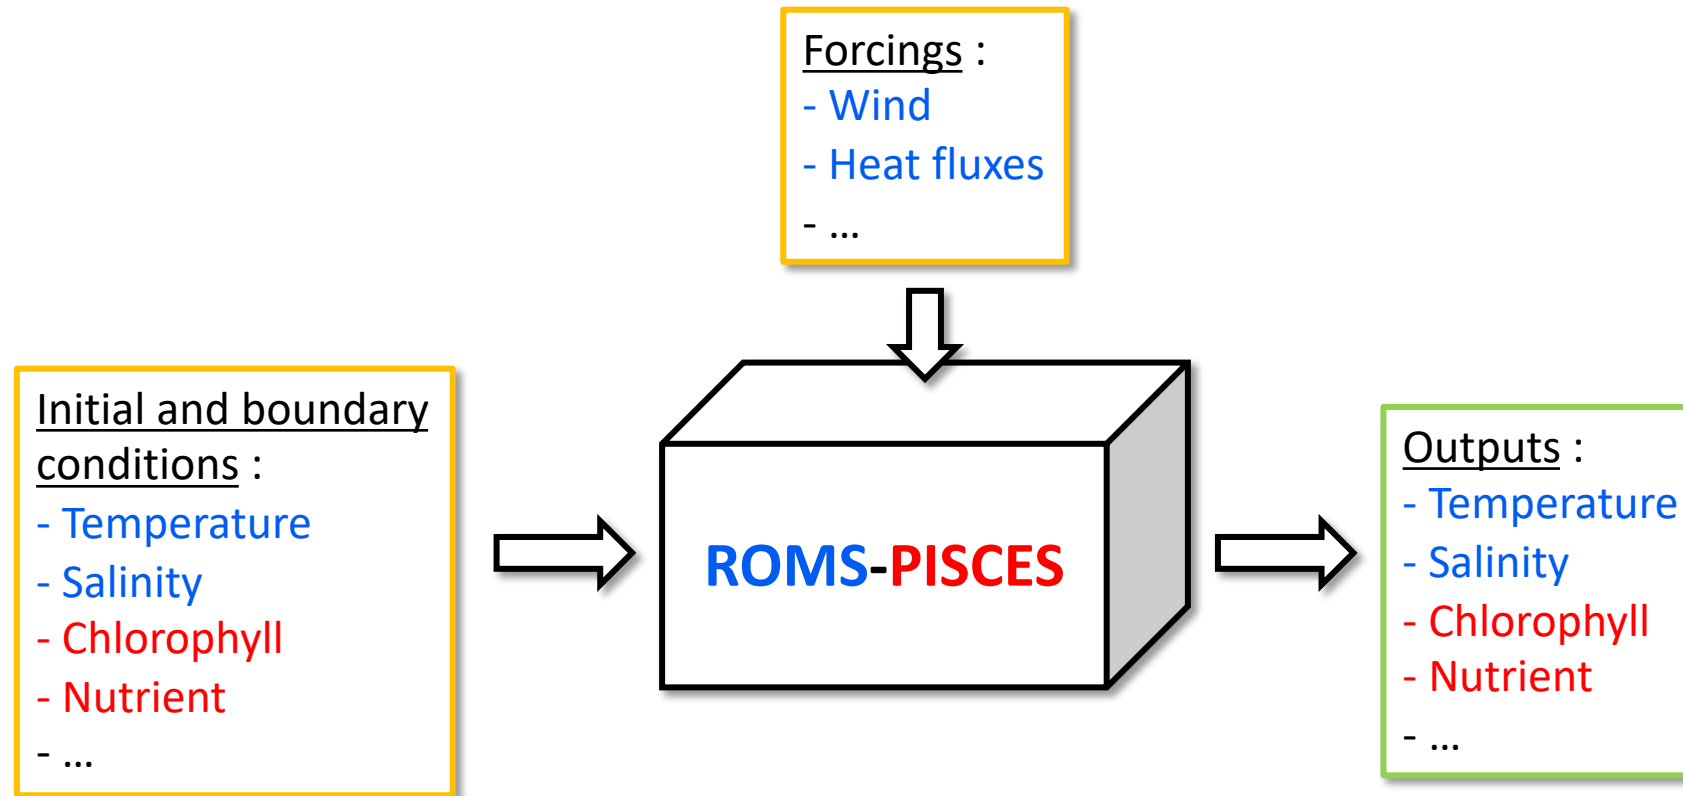 Forcings :
- Wind
- Heat fluxes
- ...
Initial and boundary
conditions :
- Temperature
- Salinity
- Chlorophyll
- Nutrient
- ...
ROMS-PISCES
Outputs :
- Temperature
- Salinity
- Chlorophyll
- Nutrient
- ...